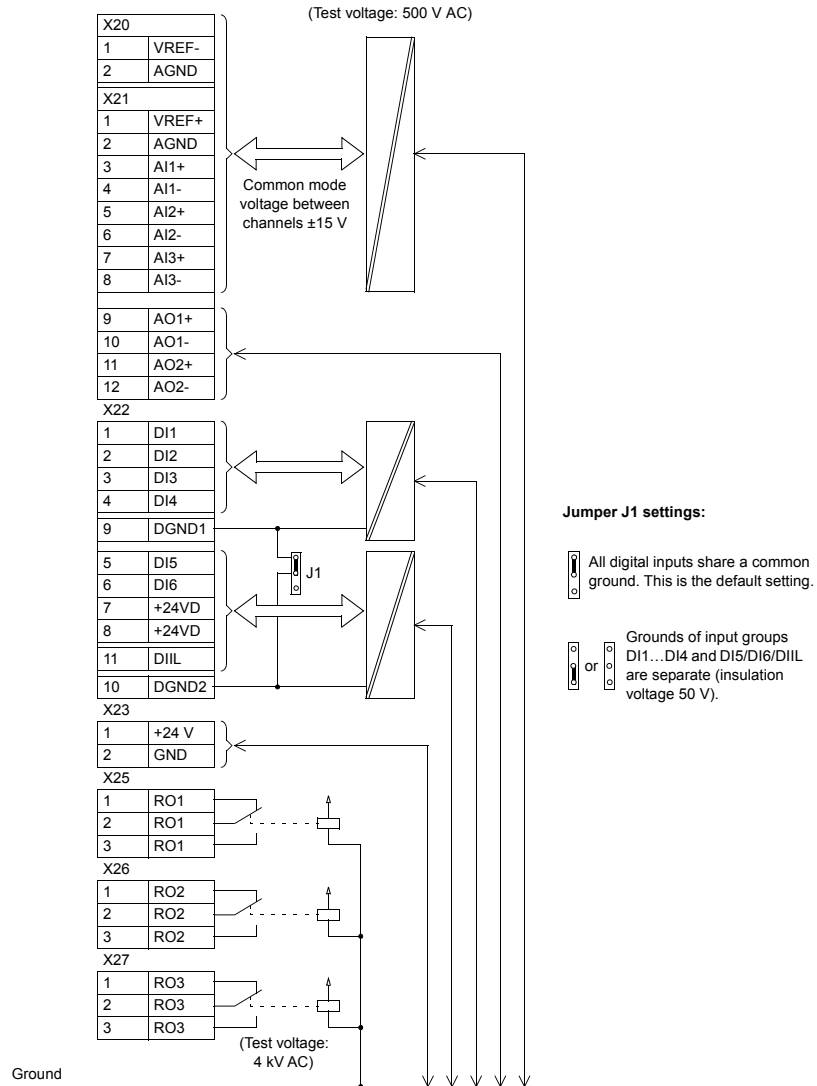 (Test voltage: 500 V AC)
X20
1 VREF-
2 AGND
X21
1 VREF+
2 AGND
3 AI1+
4 AI1-
5 AI2+
6 AI2-
7 AI3+
8 AI3-
Common mode
voltage between
channels ±15 V
9 AO1+
10 AO1-
11 AO2+
12 AO2-
X22
1 DI1
2 DI2
3 DI3
4 DI4
9 DGND1
5 DI5
6 DI6
7 +24VD
8 +24VD
11 DIIL
10 DGND2
J1
X23
1 +24 V
2 GND
X25
1 RO1
2 RO1
3 RO1
X26
1 RO2
2 RO2
3 RO2
X27
1 RO3
2 RO3
3 RO3
(Test voltage:
4 kV AC)
Ground
Jumper J1 settings:
All digital inputs share a common
ground. This is the default setting.
or
Grounds of input groups
DI1…DI4 and DI5/DI6/DIIL
are separate (insulation
voltage 50 V).